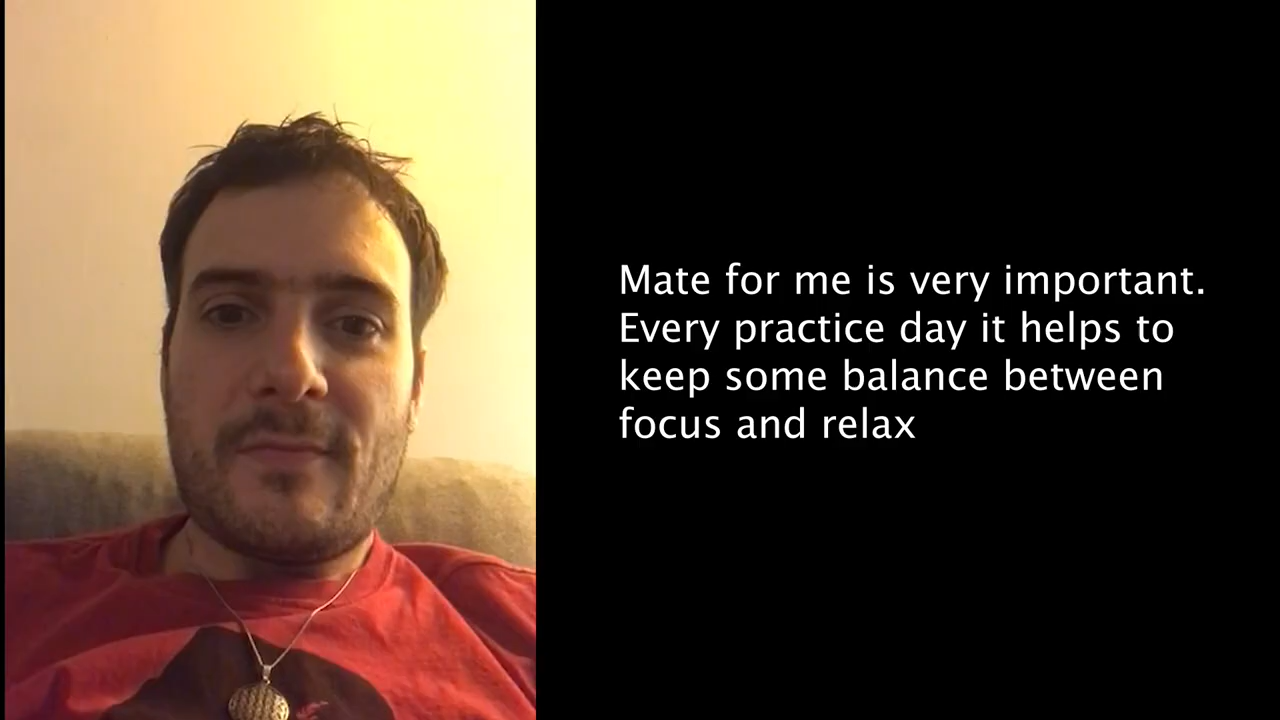 Mate for me is very important.
Every practice day it helps to
keep some balance between
focus and relax